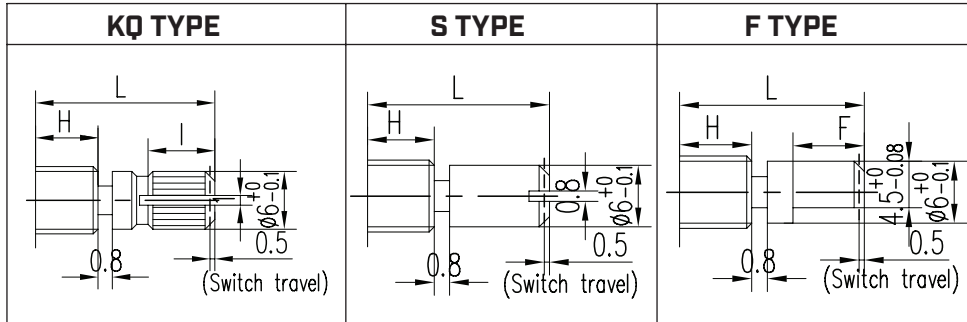 KQ TYPE
L
H
I
0.8
ø6 +0 -0.1
0.5
(Switch travel)
S TYPE
L
H
0.8
0.8
ø6 +0 -0.1
0.5
(Switch travel)
F TYPE
L
H
F
0.8
4.5 +0 -0.08
ø6 +0 -0.1
0.5
(Switch travel)